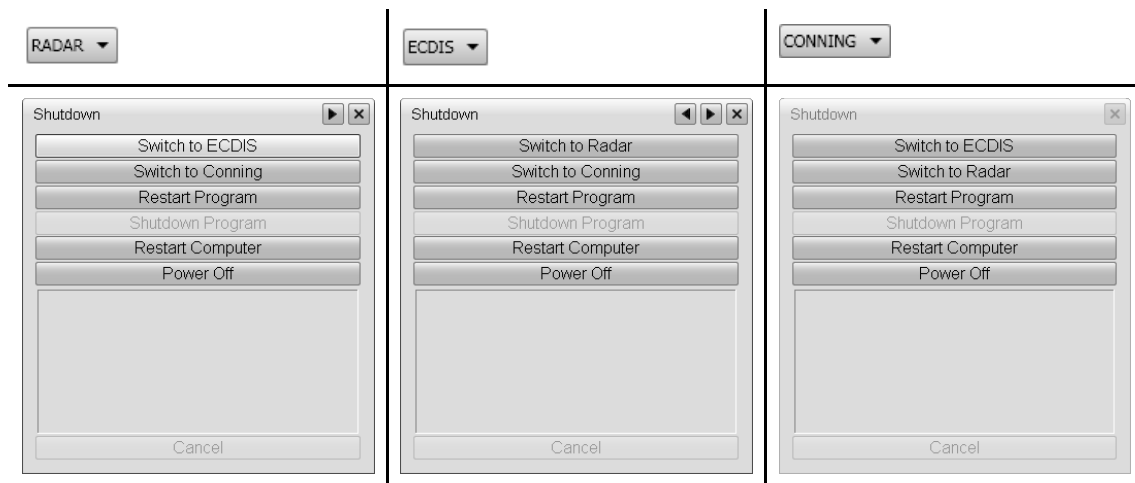 RADAR
ECDIS
CONNING
Shutdown
Switch to ECDIS
Switch to Conning
Restart Program
Shutdown Program
Restart Computer
Power Off
Cancel
Shutdown
Switch to Radar
Switch to Conning
Restart Program
Shutdown Program
Restart Computer
Power Off
Cancel
Shutdown
Switch to ECDIS
Switch to Radar
Restart Program
Shutdown Program
Restart Computer
Power Off
Cancel